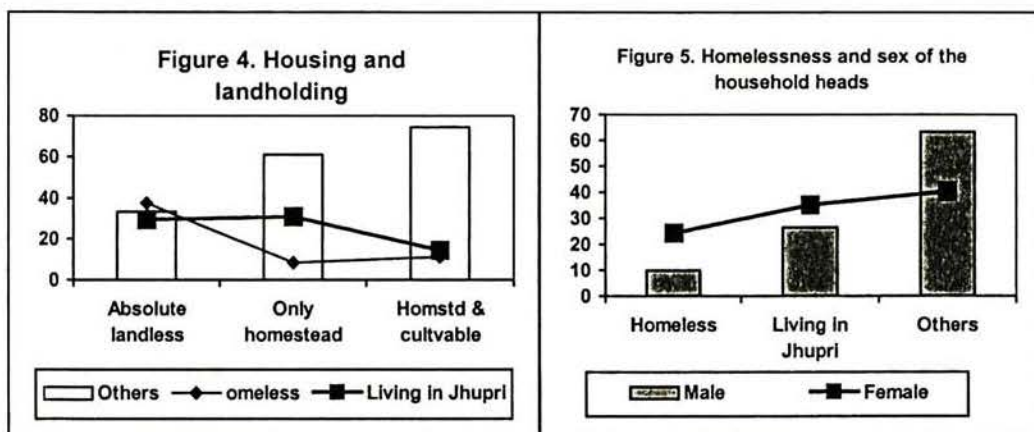 Figure 4. Housing and
landholding
80
60
40
20
0
Absolute
landless
Only
homestead
Homstd &
cultvable
Others
omeless
Living in Jhupri
Figure 5. Homelessness and sex of the
household heads
70
60
50
40
30
20
10
0
Homeless
Living in
Jhupri
Others
Male
Female